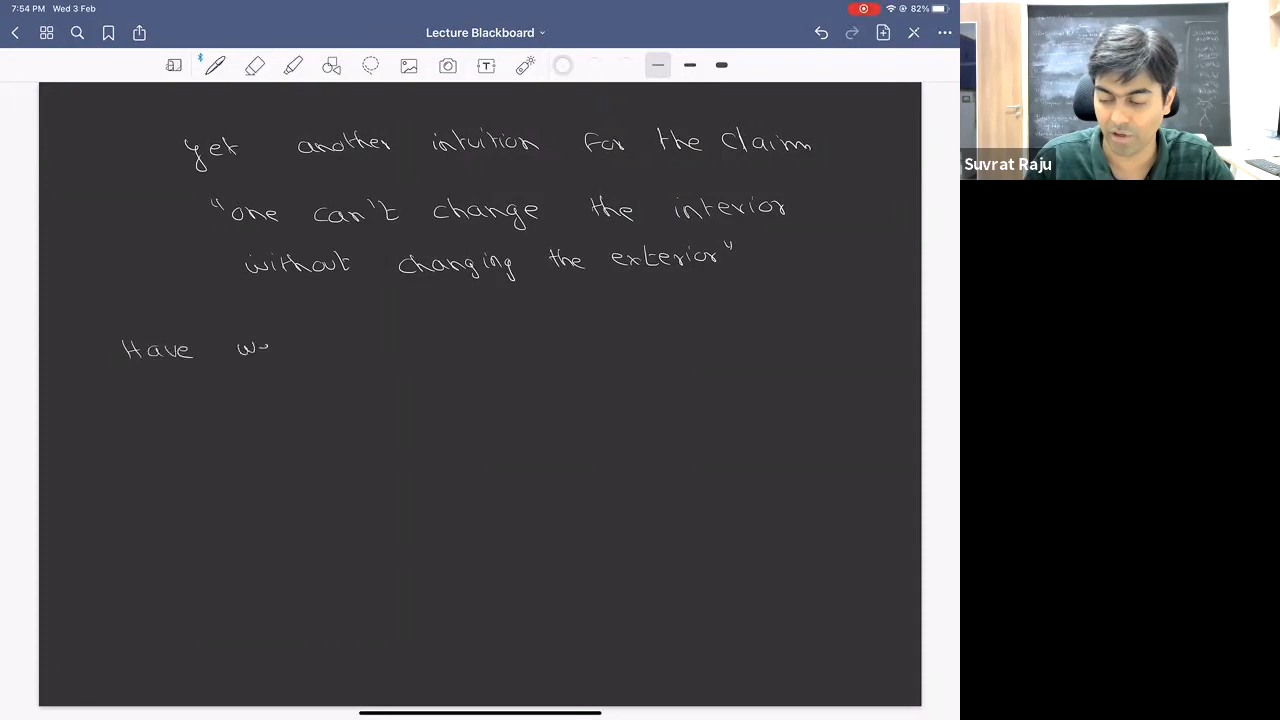 7:54 PM Wed 3 Feb
82%
Lecture Blackboard
Suvrat Raju
yet another intuition for the claim
"one can't change the interior
without changing the exterior"
Have